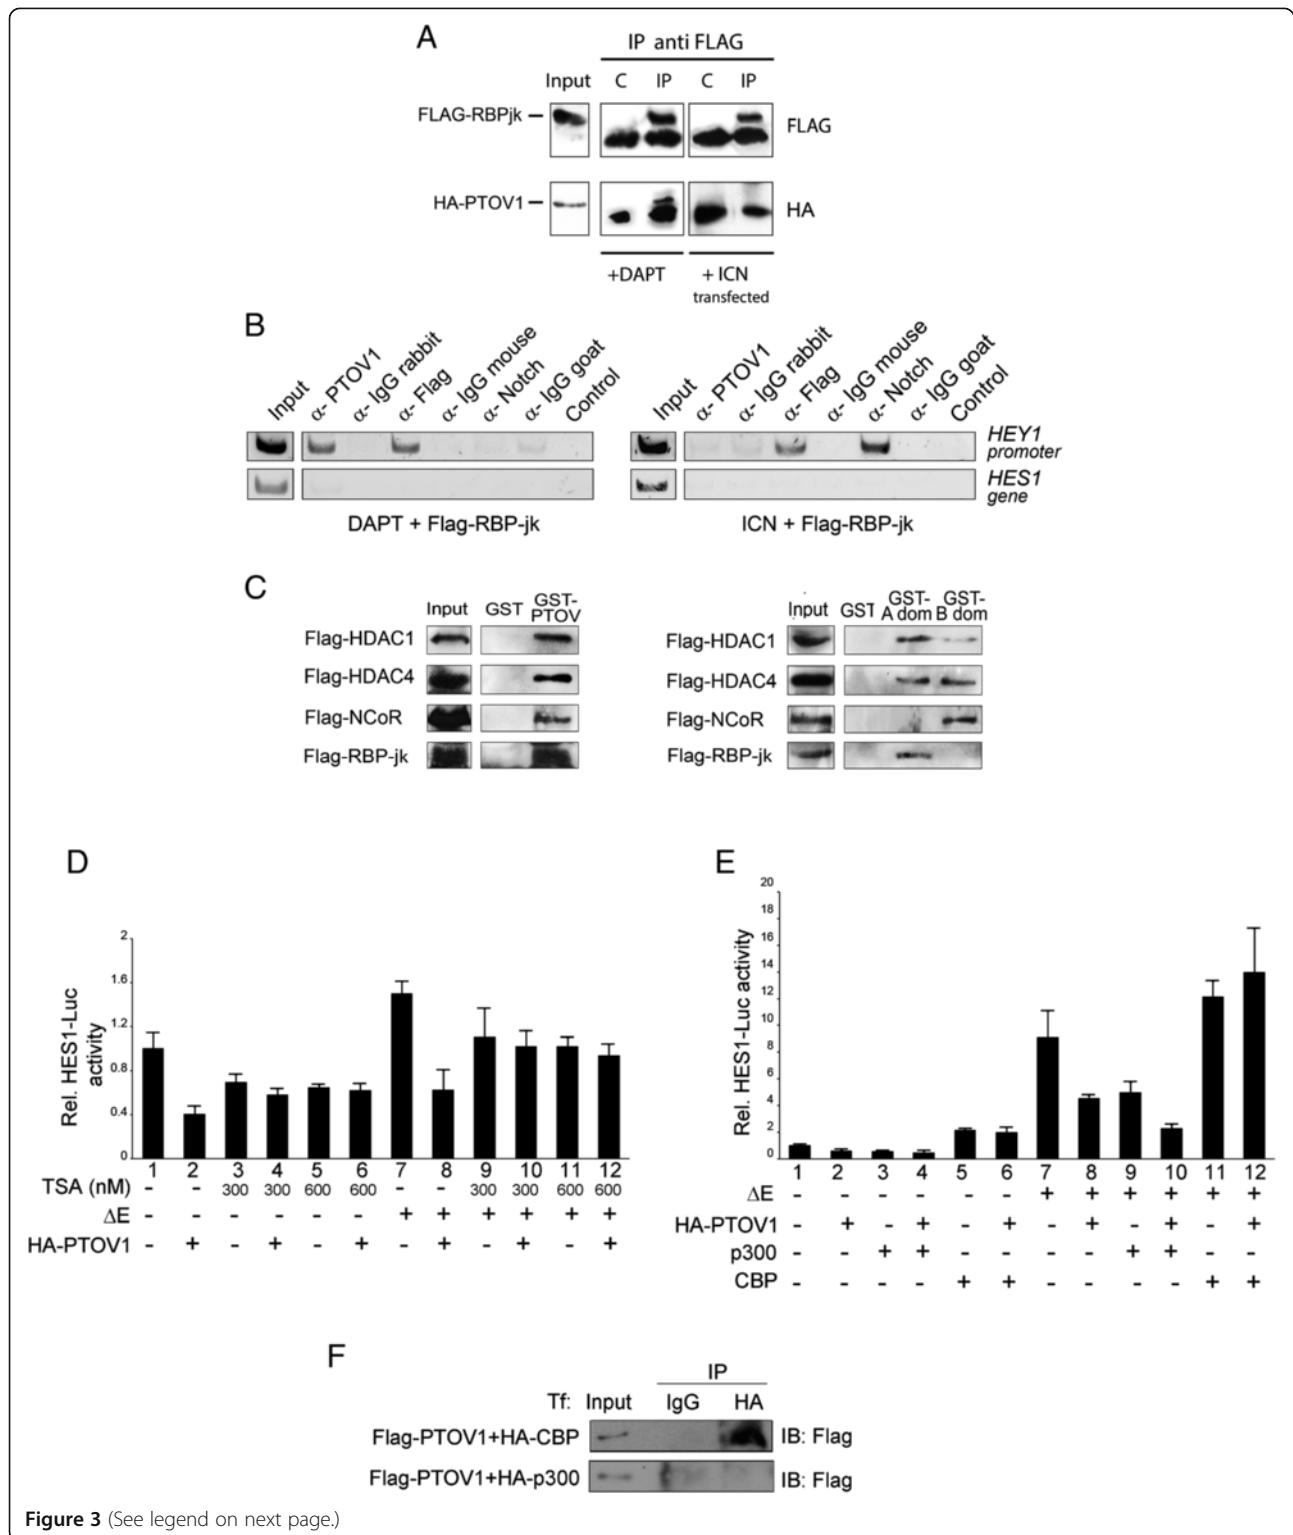 A
IP anti FLAG
Input C IP C IP
FLAG-RBPjk
FLAG
HA-PTOV1
HA
+DAPT + ICN
transfected
B
Input α- PTOV1 α- IgG rabbit α- Flag α- IgG mouse α- Notch α- IgG goat Control
Input α- PTOV1 α- IgG rabbit α- Flag α- IgG mouse α- Notch α- IgG goat Control
HEY1
promoter
HES1
gene
DAPT + Flag-RBP-jk
ICN + Flag-RBP-jk
C
Input GST GST-
PTOV
Flag-HDAC1
Flag-HDAC4
Flag-NCoR
Flag-RBP-jk
Input GST GST- GST-
A dom B dom
Flag-HDAC1
Flag-HDAC4
Flag-NCoR
Flag-RBP-jk
D
Rel. HES1-Luc
activity
2
1.6
1.2
0.8
0.4
0
1 2 3 4 5 6 7 8 9 10 11 12
TSA (nM) - - 300 300 600 600 - - 300 300 600 600
ΔE - - - - - - + + + + + +
HA-PTOV1 - + - + - + - + - + - +
E
Rel. HES1-Luc activity
20
18
16
14
12
10
8
6
4
2
0
1 2 3 4 5 6 7 8 9 10 11 12
ΔE - - - - - - + + + + + +
HA-PTOV1 - + - + - + - + - + - +
p300 - - + + - - - - + + - -
CBP - - - - + + - - - - + +
F
IP
Tf: Input IgG HA
Flag-PTOV1+HA-CBP IB: Flag
Flag-PTOV1+HA-p300 IB: Flag
Figure 3 (See legend on next page.)